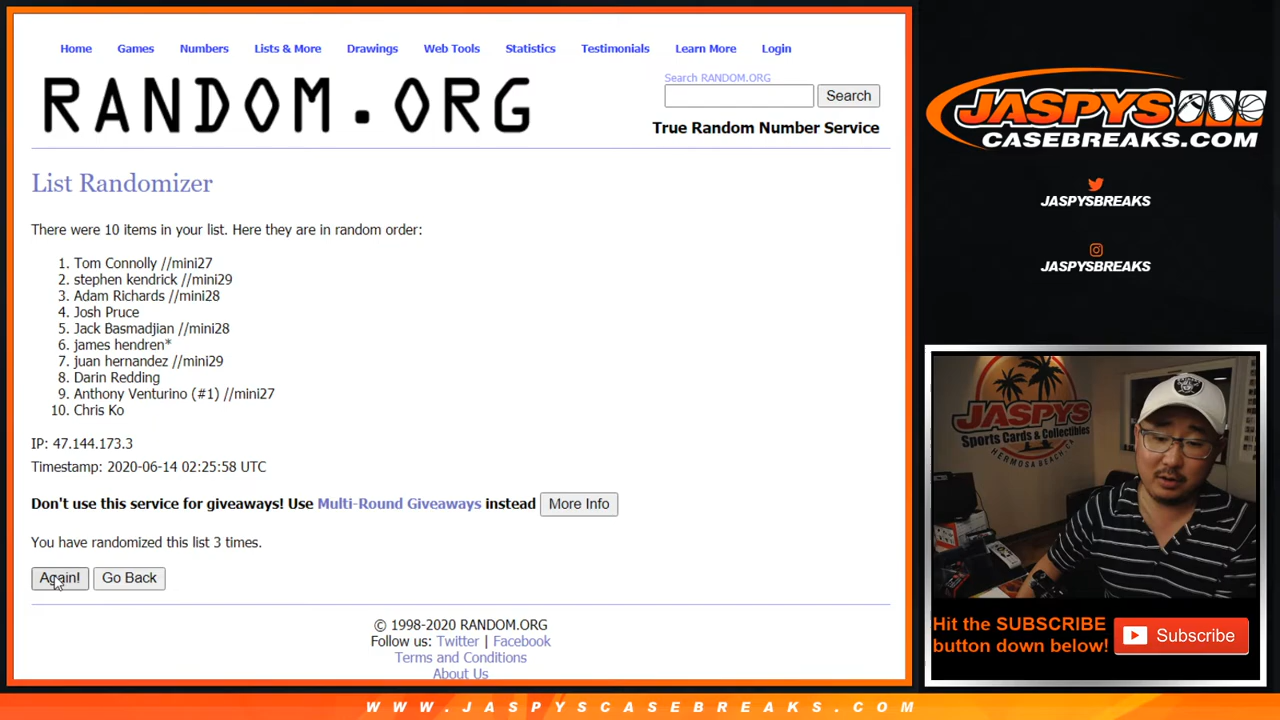 Home Games Numbers Lists & More Drawings Web Tools Statistics Testimonials Learn More Login
RANDOM.ORG
Search RANDOM.ORG
Search
True Random Number Service
List Randomizer
There were 10 items in your list. Here they are in random order:
1. Tom Connolly //mini27
2. stephen kendrick //mini29
3. Adam Richards //mini28
4. Josh Pruce
5. Jack Basmadjian //mini28
6. james hendren*
7. juan hernandez //mini29
8. Darin Redding
9. Anthony Venturino (#1) //mini27
10. Chris Ko
IP: 47.144.173.3
Timestamp: 2020-06-14 02:25:58 UTC
Don't use this service for giveaways! Use Multi-Round Giveaways instead More Info
You have randomized this list 3 times.
Again! Go Back
© 1998-2020 RANDOM.ORG
Follow us: Twitter | Facebook
Terms and Conditions
About Us
JASPYS
CASEBREAKS.COM
JASPYSBREAKS
JASPYSBREAKS
JASPYS
Sports Cards & Collectibles
HERMOSA BEACH, CA
Hit the SUBSCRIBE
button down below!
Subscribe
WWW.JASPYSCASEBREAKS.COM